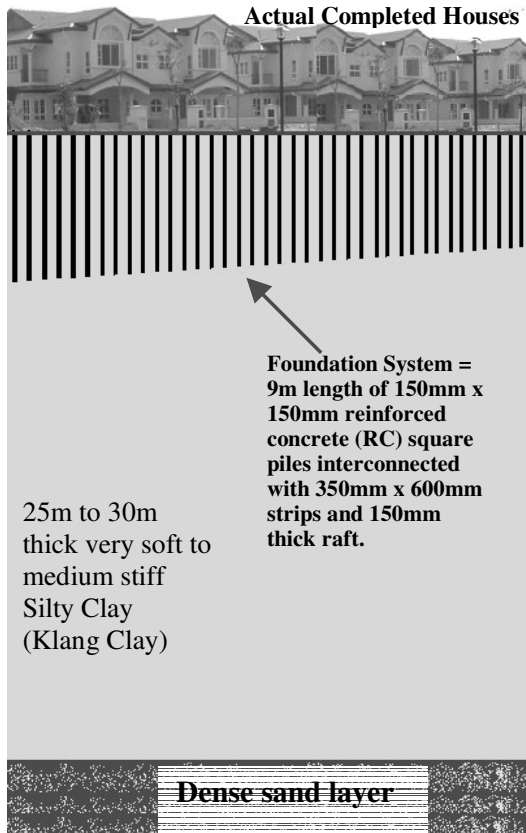 Actual Completed Houses
Foundation System =
9m length of 150mm x
150mm reinforced
concrete (RC) square
piles interconnected
with 350mm x 600mm
strips and 150mm
thick raft.
25m to 30m
thick very soft to
medium stiff
Silty Clay
(Klang Clay)
Dense sand layer